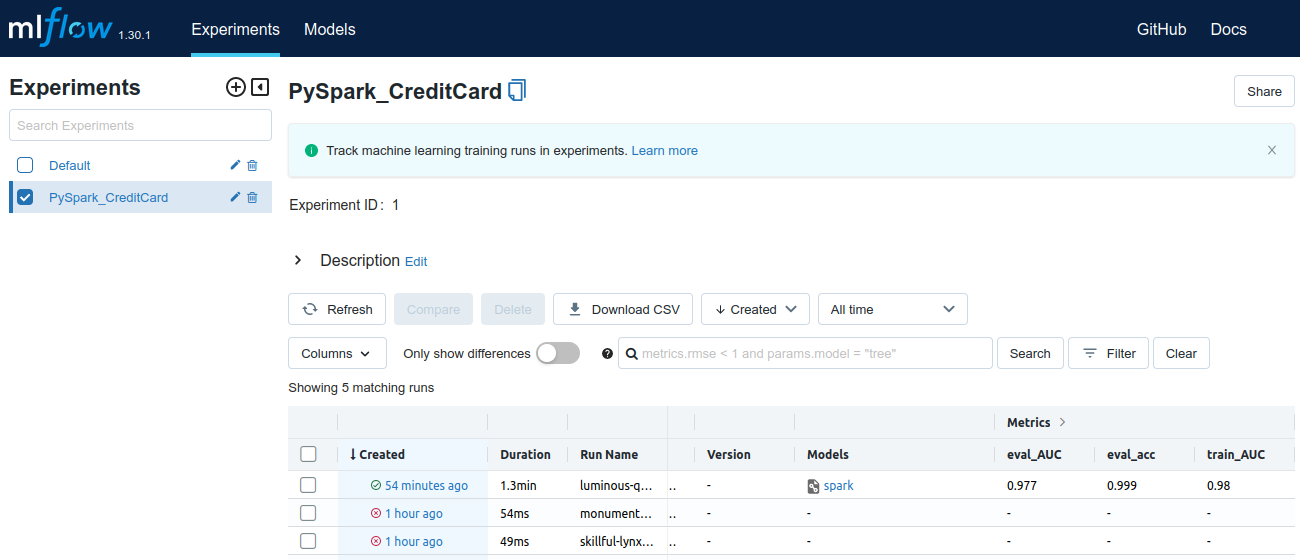 mlflow 1.30.1 Experiments Models GitHub Docs
Experiments
PySpark_CreditCard
Share
Search Experiments
Track machine learning training runs in experiments. Learn more
Default
PySpark_CreditCard
Experiment ID: 1
Description Edit
Refresh Compare Delete Download CSV Created All time
Columns Only show differences metrics.rmse < 1 and params.model = "tree" Search Filter Clear
Showing 5 matching runs
Metrics
Created Duration Run Name Version Models eval_AUC eval_acc train_AUC
54 minutes ago 1.3min luminous-q... .. - spark 0.977 0.999 0.98
1 hour ago 54ms monument... .. - - - - -
1 hour ago 49ms skillful-lynx... .. - - - - -